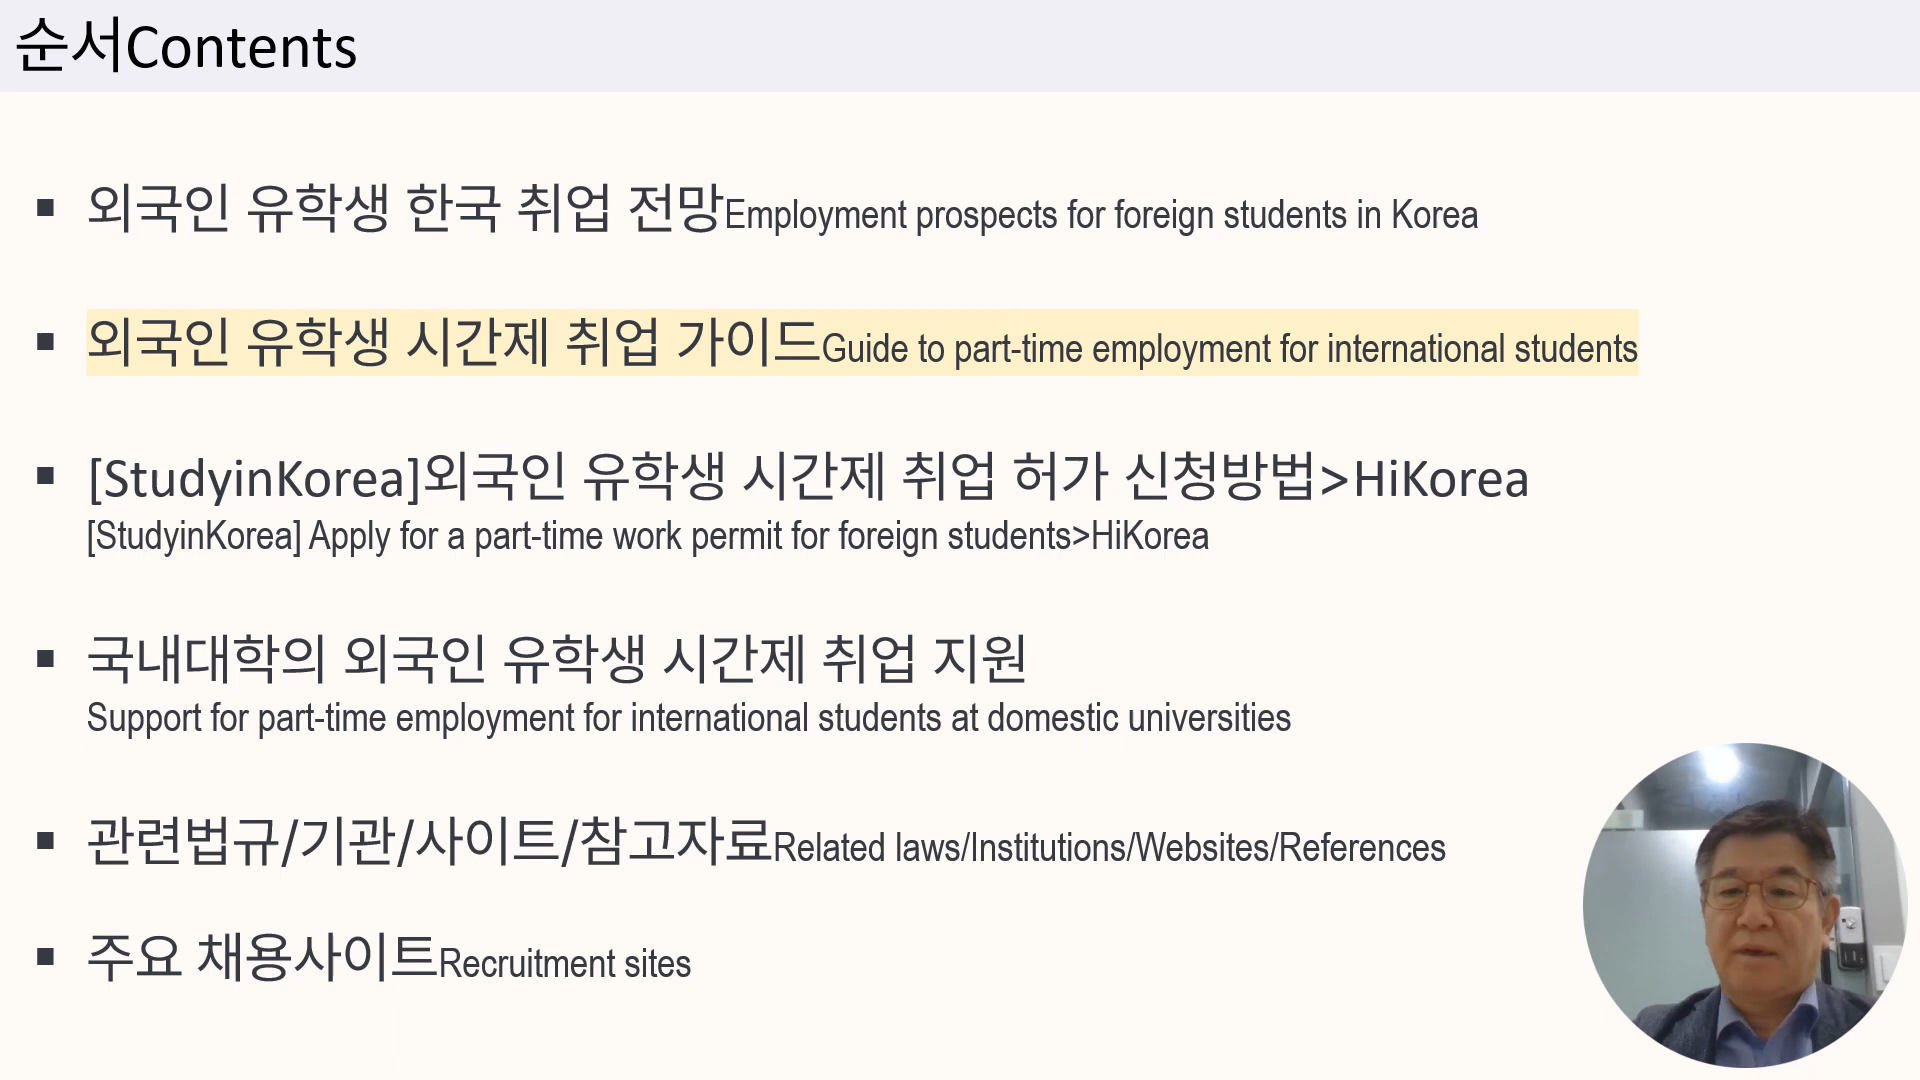 순서Contents
▪ 외국인 유학생 한국 취업 전망Employment prospects for foreign students in Korea
▪ 외국인 유학생 시간제 취업 가이드Guide to part-time employment for international students
▪ [StudyinKorea]외국인 유학생 시간제 취업 허가 신청방법>HiKorea
[StudyinKorea] Apply for a part-time work permit for foreign students>HiKorea
▪ 국내대학의 외국인 유학생 시간제 취업 지원
Support for part-time employment for international students at domestic universities
▪ 관련법규/기관/사이트/참고자료Related laws/Institutions/Websites/References
▪ 주요 채용사이트Recruitment sites